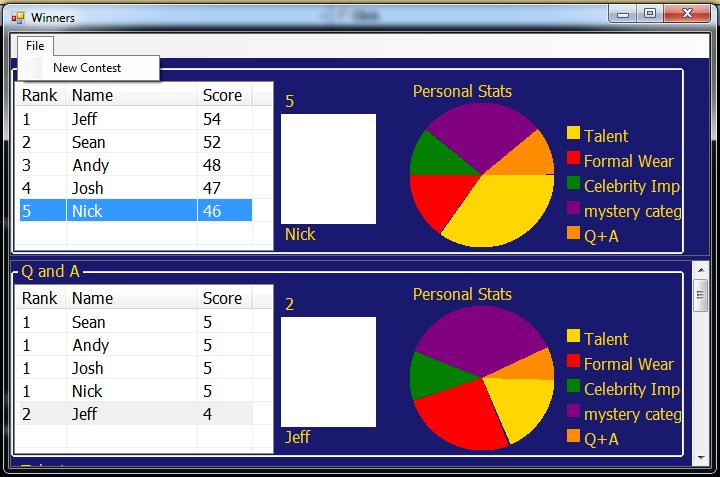 Winners
File
New Contest
Rank Name Score
1 Jeff 54
2 Sean 52
3 Andy 48
4 Josh 47
5 Nick 46
5
Nick
Personal Stats
Talent
Formal Wear
Celebrity Imp
mystery categ
Q+A
Q and A
Rank Name Score
1 Sean 5
1 Andy 5
1 Josh 5
1 Nick 5
2 Jeff 4
2
Jeff
Personal Stats
Talent
Formal Wear
Celebrity Imp
mystery categ
Q+A